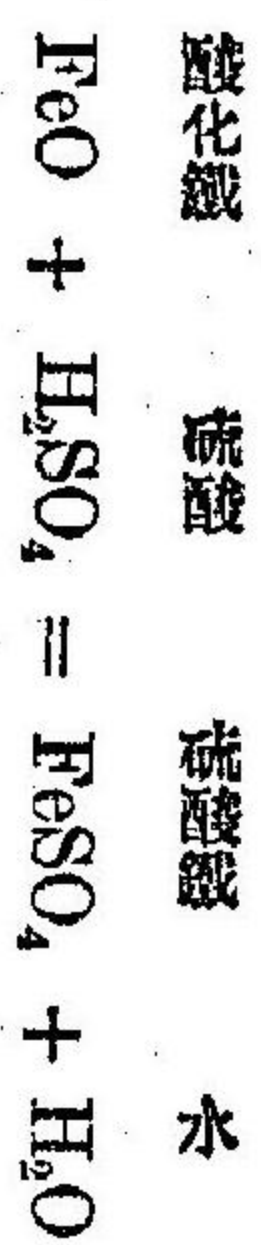 酸化鐵 硫酸 硫酸鐵 水
FeO + H₂SO₄ = FeSO₄ + H₂O